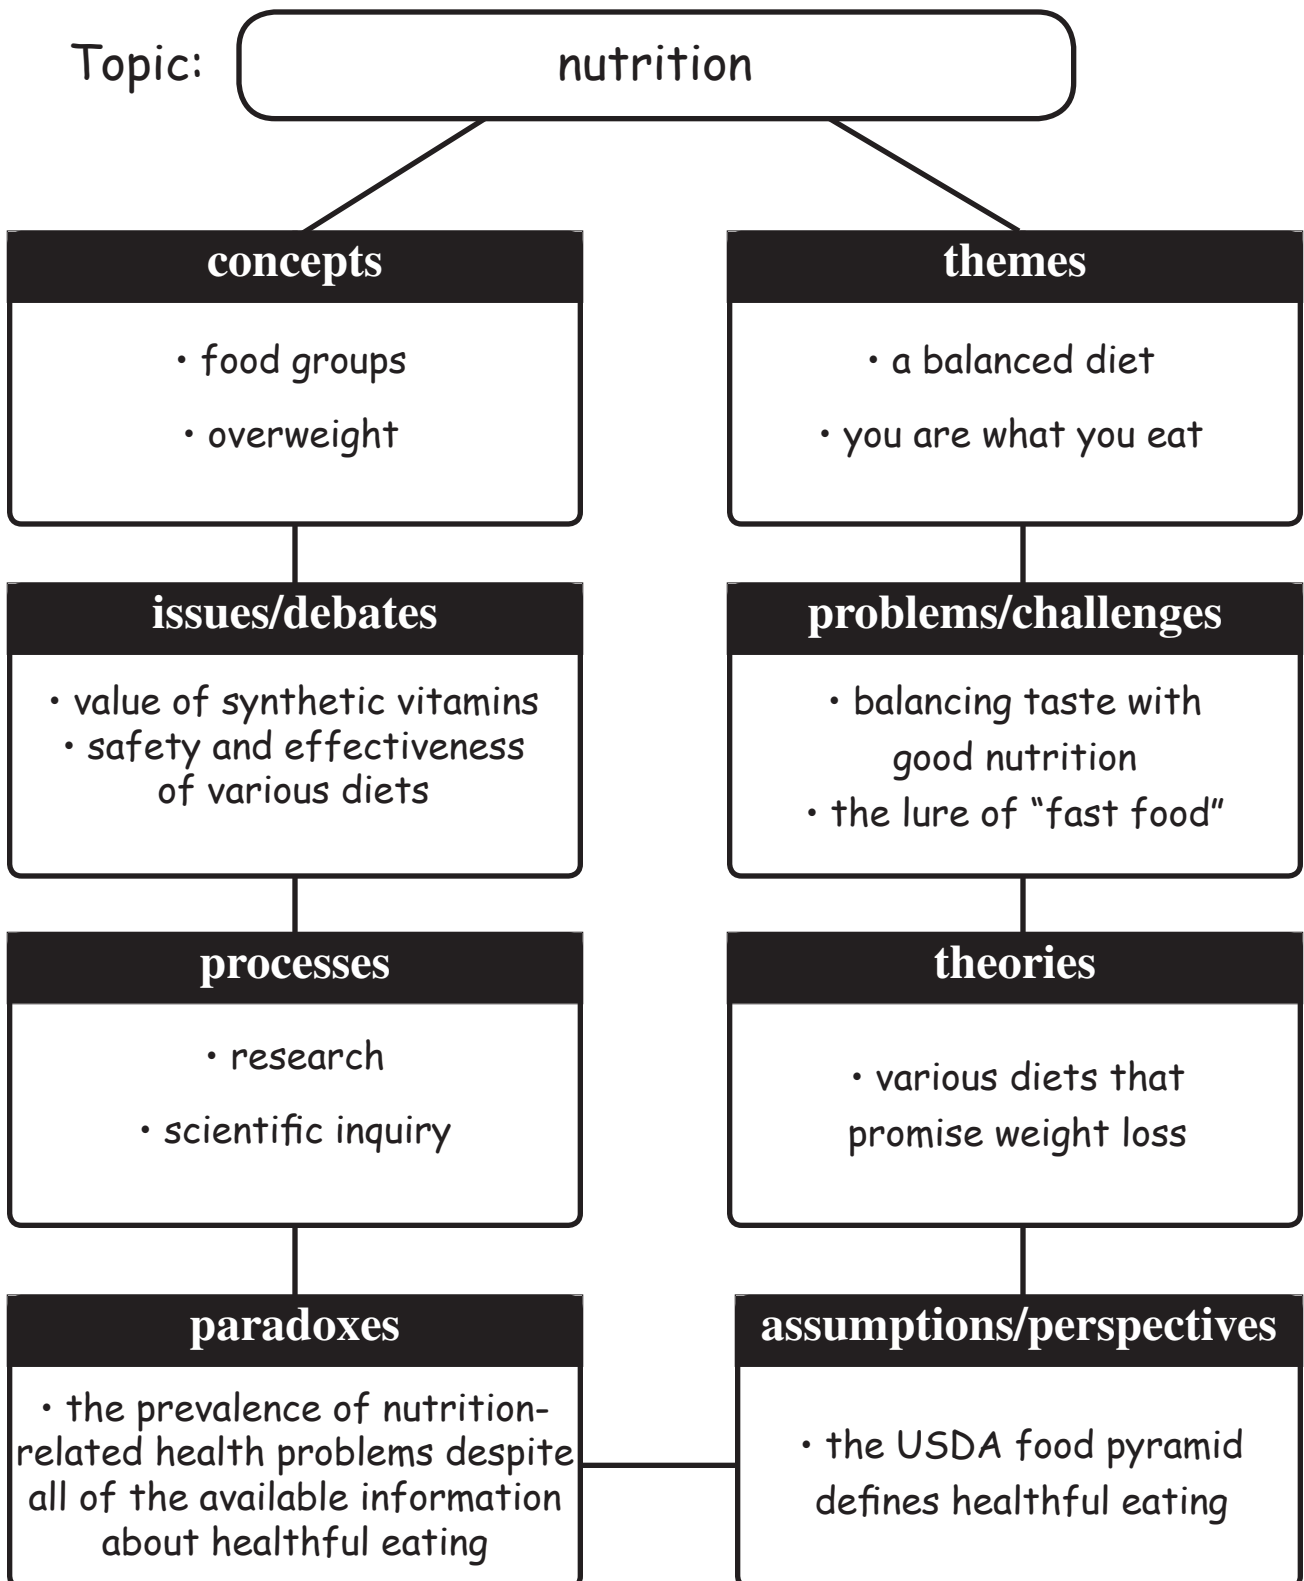 Topic: nutrition
concepts
• food groups
• overweight
themes
• a balanced diet
• you are what you eat
issues/debates
• value of synthetic vitamins
• safety and effectiveness
of various diets
problems/challenges
• balancing taste with
good nutrition
• the lure of “fast food”
processes
• research
• scientific inquiry
theories
• various diets that
promise weight loss
paradoxes
• the prevalence of nutrition-
related health problems despite
all of the available information
about healthful eating
assumptions/perspectives
• the USDA food pyramid
defines healthful eating